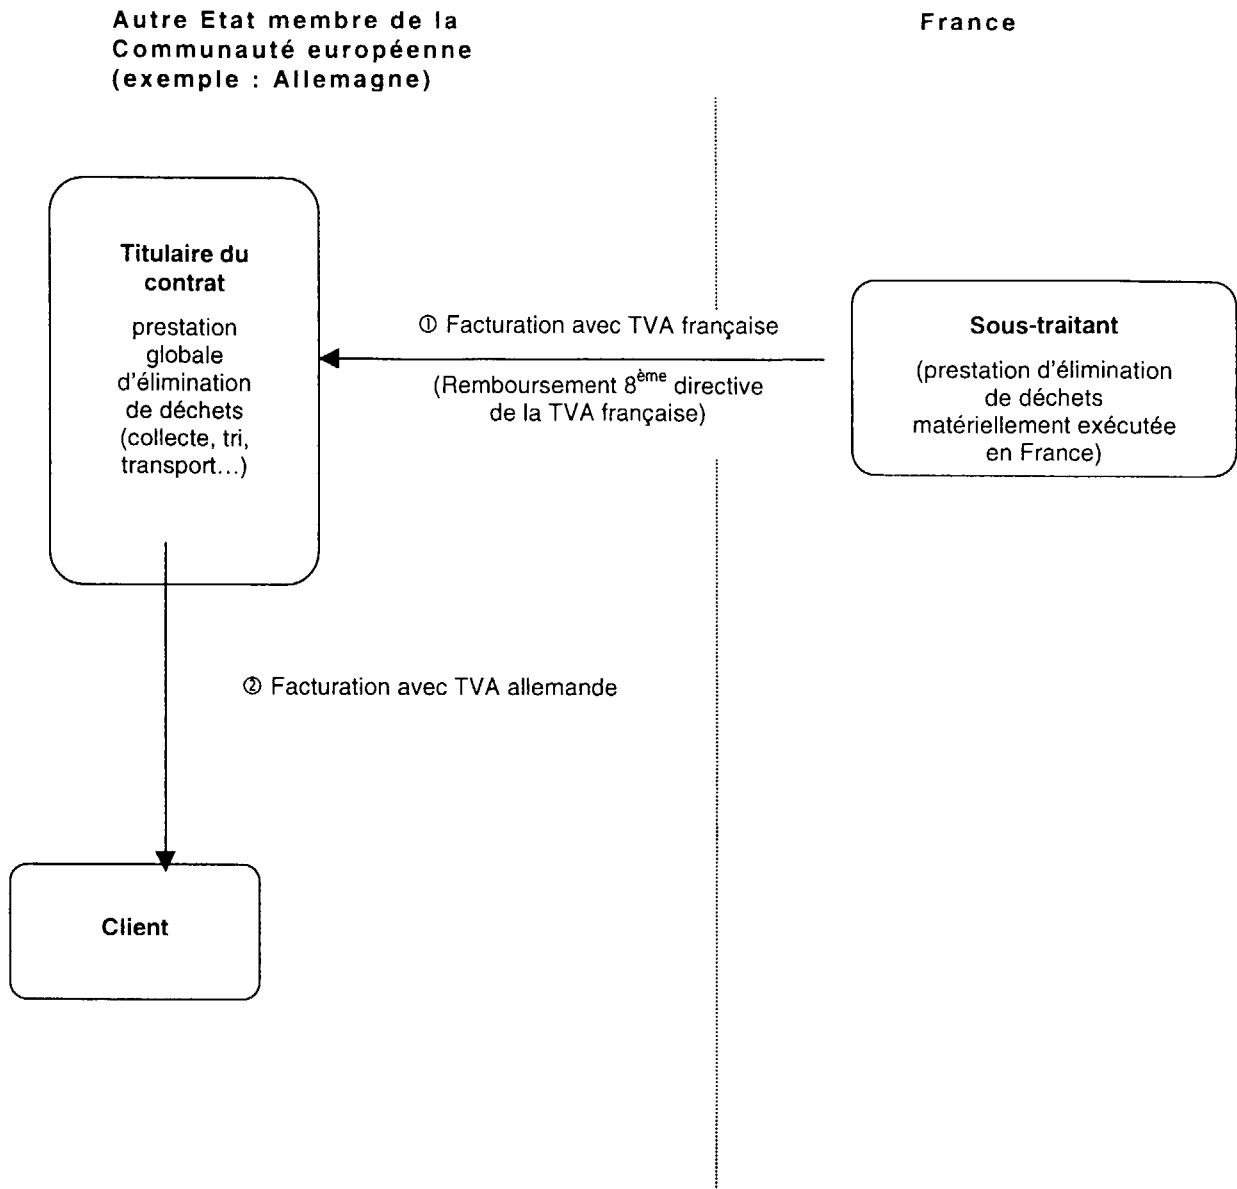 Autre Etat membre de la
Communauté européenne
(exemple : Allemagne)
France
Titulaire du
contrat
prestation
globale
d'élimination
de déchets
(collecte, tri,
transport...)
① Facturation avec TVA française
(Remboursement 8ème directive
de la TVA française)
Sous-traitant
(prestation d'élimination
de déchets
matériellement exécutée
en France)
② Facturation avec TVA allemande
Client